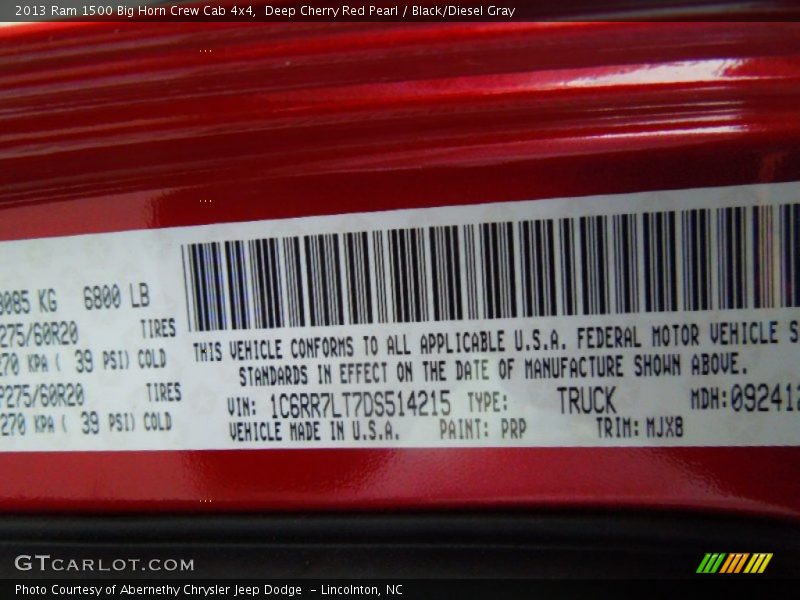 2013 Ram 1500 Big Horn Crew Cab 4x4,  Deep Cherry Red Pearl / Black/Diesel Gray
3085 KG 6800 LB
P275/60R20 TIRES
270 KPA ( 39 PSI) COLD
P275/60R20 TIRES
270 KPA ( 39 PSI) COLD
THIS VEHICLE CONFORMS TO ALL APPLICABLE U.S.A. FEDERAL MOTOR VEHICLE S
STANDARDS IN EFFECT ON THE DATE OF MANUFACTURE SHOWN ABOVE.
VIN: 1C6RR7LT7DS514215 TYPE: TRUCK MDH: 092412
VEHICLE MADE IN U.S.A. PAINT: PRP TRIM: MJX8
GTCARLOT.COM
Photo Courtesy of Abernethy Chrysler Jeep Dodge  - Lincolnton, NC